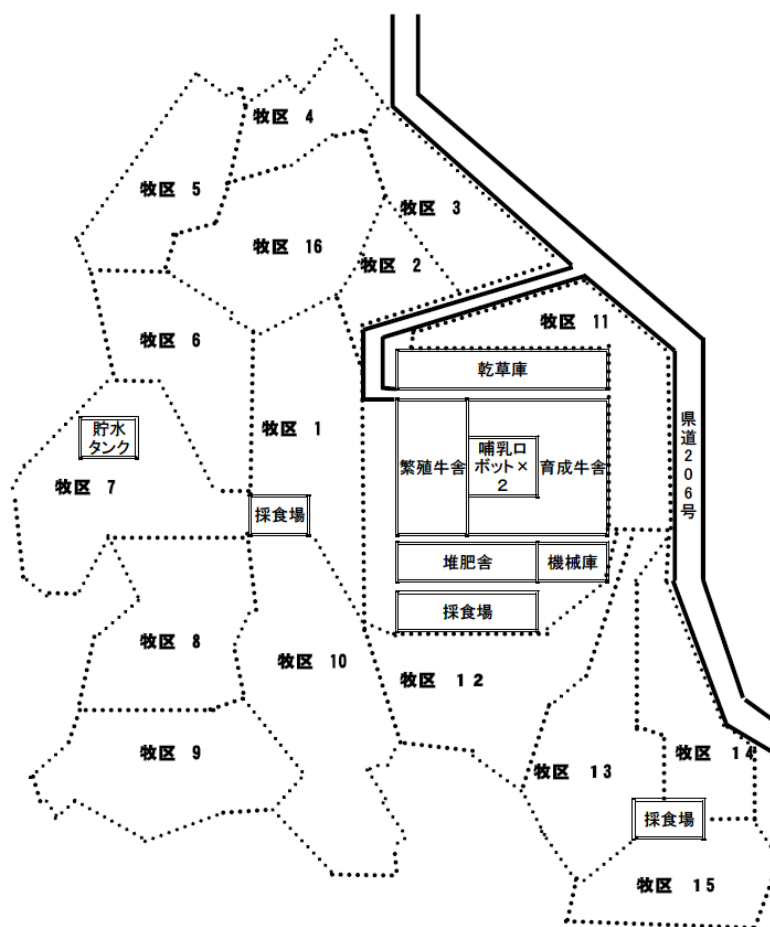 牧区 4
牧区 5
牧区 3
牧区 16
牧区 2
牧区 11
牧区 6
乾草庫
県道206号
貯水
タンク
牧区 1
繁殖牛舎
哺乳ロ
ボット×
2
育成牛舎
牧区 7
採食場
堆肥舎
機械庫
採食場
牧区 8
牧区 10
牧区 12
牧区 9
牧区 13
牧区 14
採食場
牧区 15